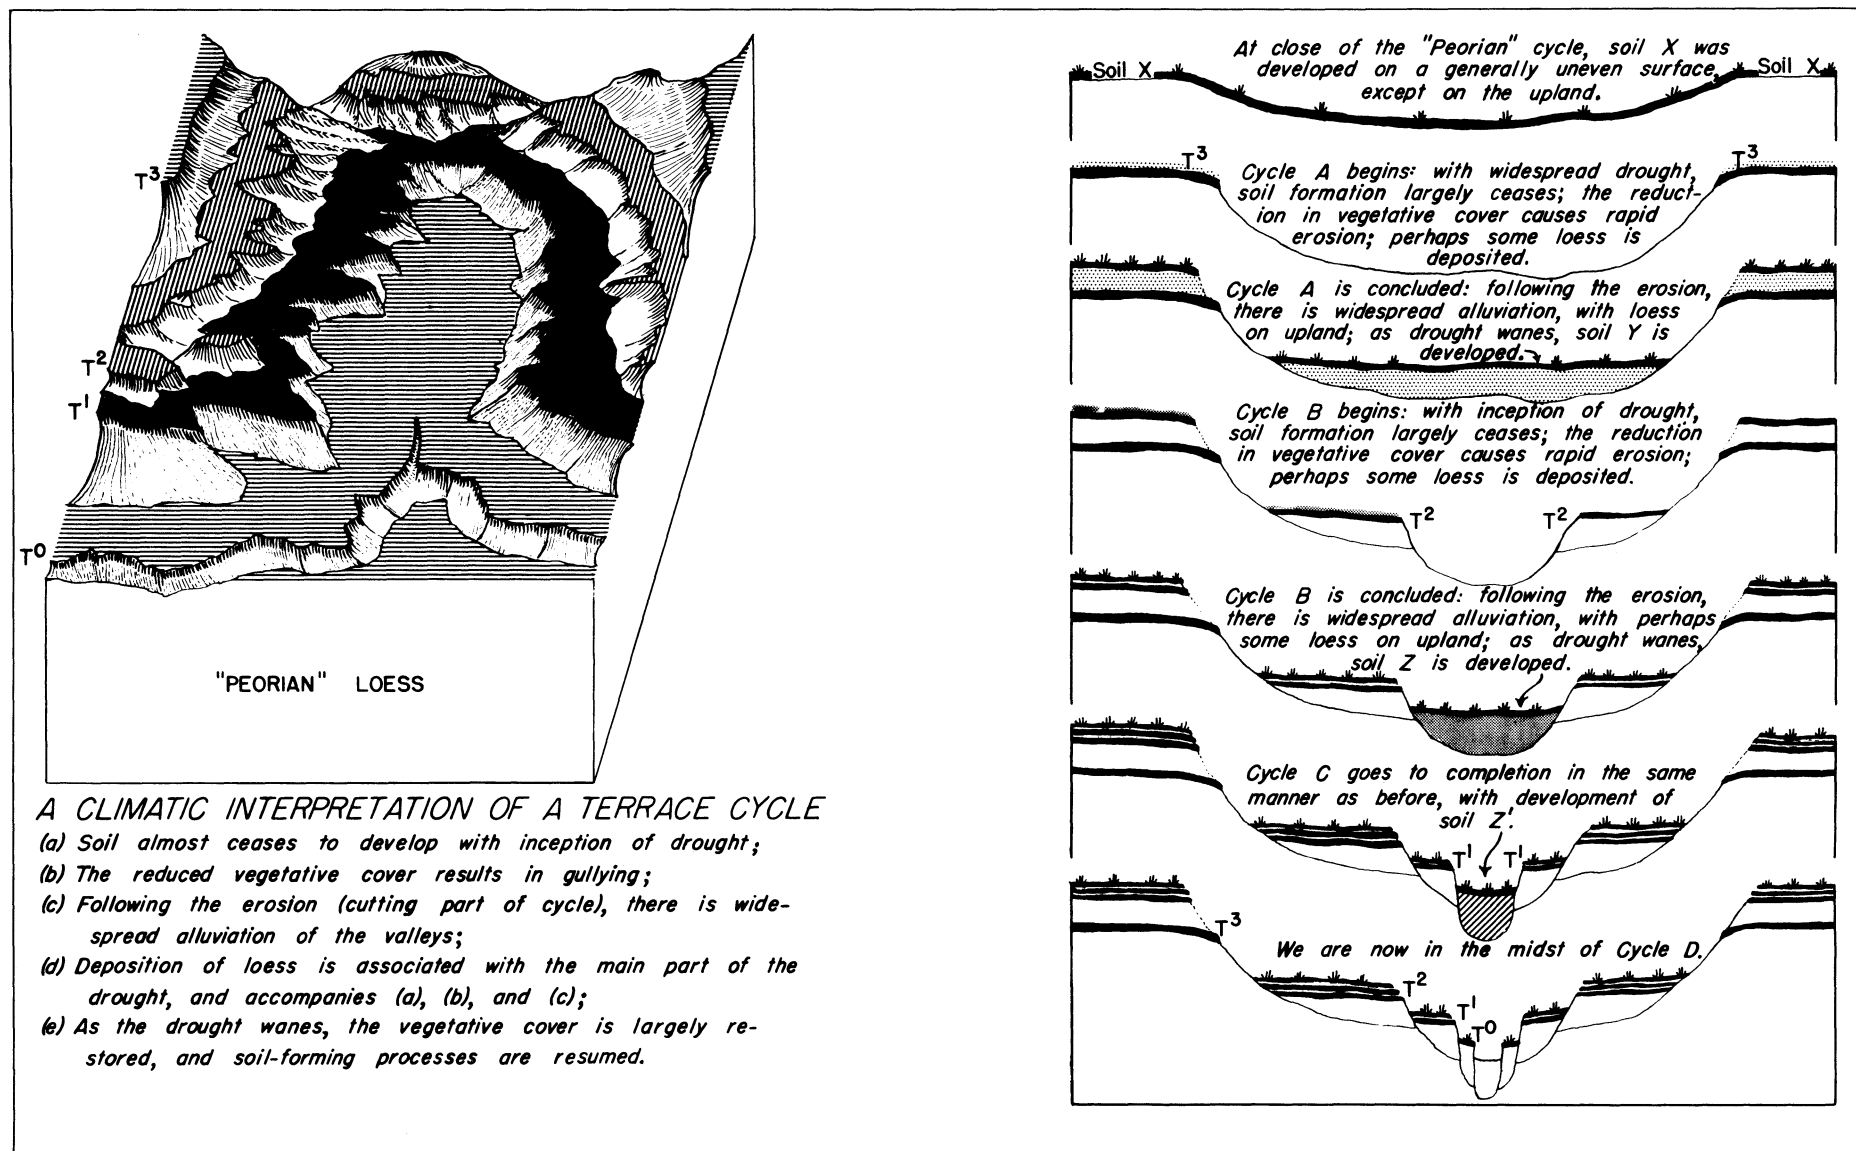 T³
T²
T¹
T⁰
"PEORIAN" LOESS
A CLIMATIC INTERPRETATION OF A TERRACE CYCLE
(a) Soil almost ceases to develop with inception of drought;
(b) The reduced vegetative cover results in gullying;
(c) Following the erosion (cutting part of cycle), there is wide-
spread alluviation of the valleys;
(d) Deposition of loess is associated with the main part of the
drought, and accompanies (a), (b), and (c);
(e) As the drought wanes, the vegetative cover is largely re-
stored, and soil-forming processes are resumed.
At close of the "Peorian" cycle, soil X was
developed on a generally uneven surface,
except on the upland.
Soil X
Soil X
T³
T³
Cycle A begins: with widespread drought,
soil formation largely ceases; the reduct-
ion in vegetative cover causes rapid
erosion; perhaps some loess is
deposited.
Cycle A is concluded: following the erosion,
there is widespread alluviation, with loess
on upland; as drought wanes, soil Y is
developed.
Cycle B begins: with inception of drought,
soil formation largely ceases; the reduction
in vegetative cover causes rapid erosion;
perhaps some loess is deposited.
T²
T²
Cycle B is concluded: following the erosion,
there is widespread alluviation, with perhaps
some loess on upland; as drought wanes,
soil Z is developed.
Cycle C goes to completion in the same
manner as before, with development of
soil Z'.
T¹
T¹
T³
We are now in the midst of Cycle D.
T²
T¹
T⁰